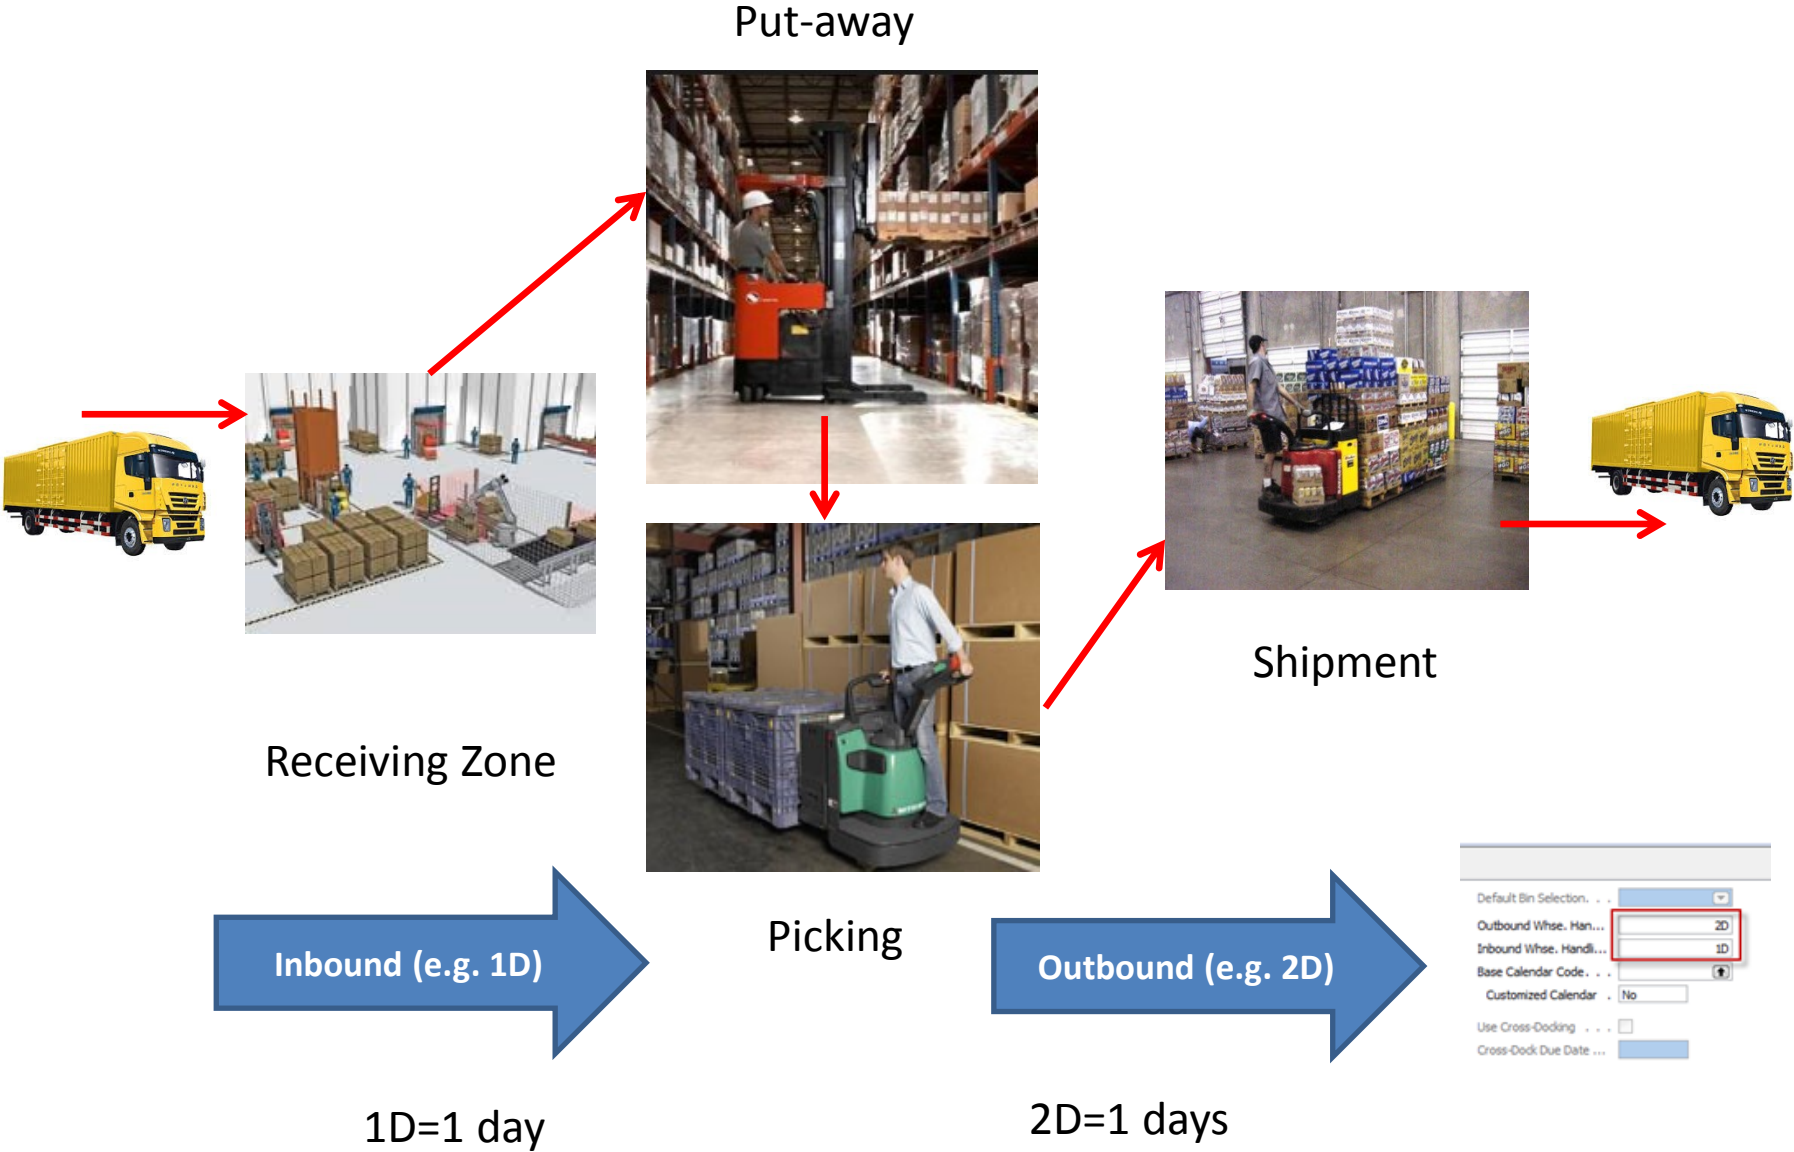 Put-away
Shipment
Receiving Zone
Picking
Inbound (e.g. 1D)
Outbound (e.g. 2D)
Default Bin Selection. . .
Outbound Whse. Han... 2D
Inbound Whse. Handli... 1D
Base Calendar Code. . .
Customized Calendar . No
Use Cross-Docking . . .
Cross-Dock Due Date ...
1D=1 day
2D=1 days